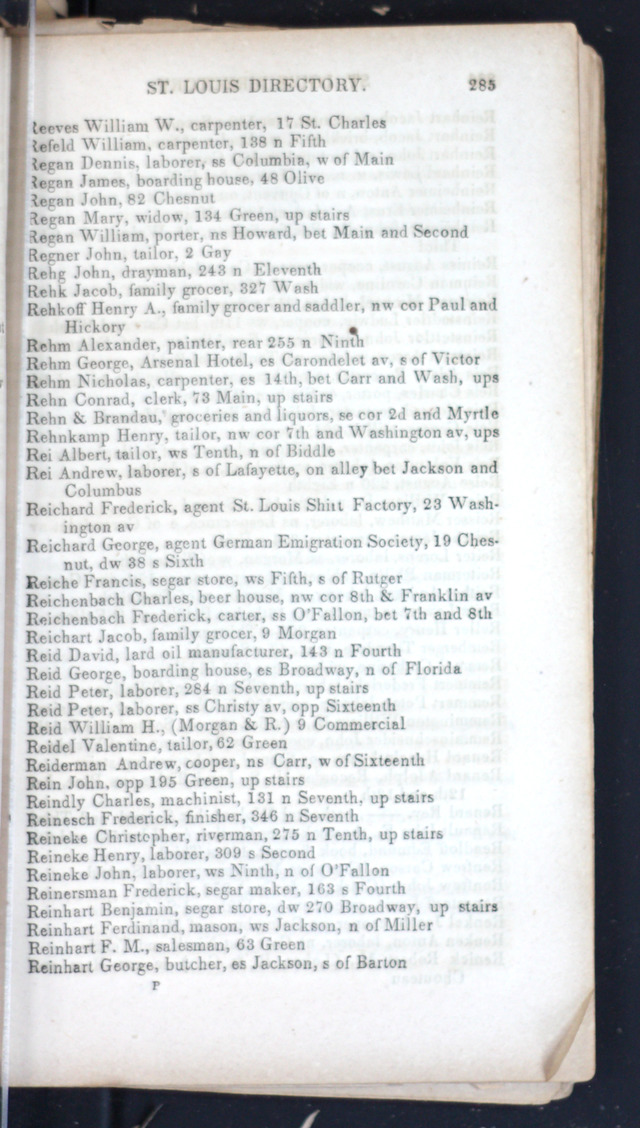 ST. LOUIS DIRECTORY. 285
Reeves William W., carpenter, 17 St. Charles
Refeld William, carpenter, 138 n Fifth
Regan Dennis, laborer, ss Columbia, w of Main
Regan James, boarding house, 48 Olive
Regan John, 82 Chesnut
Regan Mary, widow, 134 Green, up stairs
Regan William, porter, ns Howard, bet Main and Second
Regner John, tailor, 2 Gay
Rehg John, drayman, 243 n Eleventh
Rehk Jacob, family grocer, 327 Wash
Rehkoff Henry A., family grocer and saddler, nw cor Paul and
Hickory
Rehm Alexander, painter, rear 255 n Ninth
Rehm George, Arsenal Hotel, es Carondelet av, s of Victor
Rehm Nicholas, carpenter, es 14th, bet Carr and Wash, ups
Rehn Conrad, clerk, 73 Main, up stairs
Rehn & Brandau, groceries and liquors, se cor 2d and Myrtle
Rehnkamp Henry, tailor, nw cor 7th and Washington av, ups
Rei Albert, tailor, ws Tenth, n of Biddle
Rei Andrew, laborer, s of Lafayette, on alley bet Jackson and
Columbus
Reichard Frederick, agent St. Louis Shirt Factory, 23 Wash-
ington av
Reichard George, agent German Emigration Society, 19 Ches-
nut, dw 38 s Sixth
Reiche Francis, segar store, ws Fifth, s of Rutger
Reichenbach Charles, beer house, nw cor 8th & Franklin av
Reichenbach Frederick, carter, ss O'Fallon, bet 7th and 8th
Reichart Jacob, family grocer, 9 Morgan
Reid David, lard oil manufacturer, 143 n Fourth
Reid George, boarding house, es Broadway, n of Florida
Reid Peter, laborer, 284 n Seventh, up stairs
Reid Peter, laborer, ss Christy av, opp Sixteenth
Reid William H., (Morgan & R.) 9 Commercial
Reidel Valentine, tailor, 62 Green
Reiderman Andrew, cooper, ns Carr, w of Sixteenth
Rein John, opp 195 Green, up stairs
Reindly Charles, machinist, 131 n Seventh, up stairs
Reinesch Frederick, finisher, 346 n Seventh
Reineke Christopher, riverman, 275 n Tenth, up stairs
Reineke Henry, laborer, 309 s Second
Reineke John, laborer, ws Ninth, n of O'Fallon
Reinersman Frederick, segar maker, 163 s Fourth
Reinhart Benjamin, segar store, dw 270 Broadway, up stairs
Reinhart Ferdinand, mason, ws Jackson, n of Miller
Reinhart F. M., salesman, 63 Green
Reinhart George, butcher, es Jackson, s of Barton
P